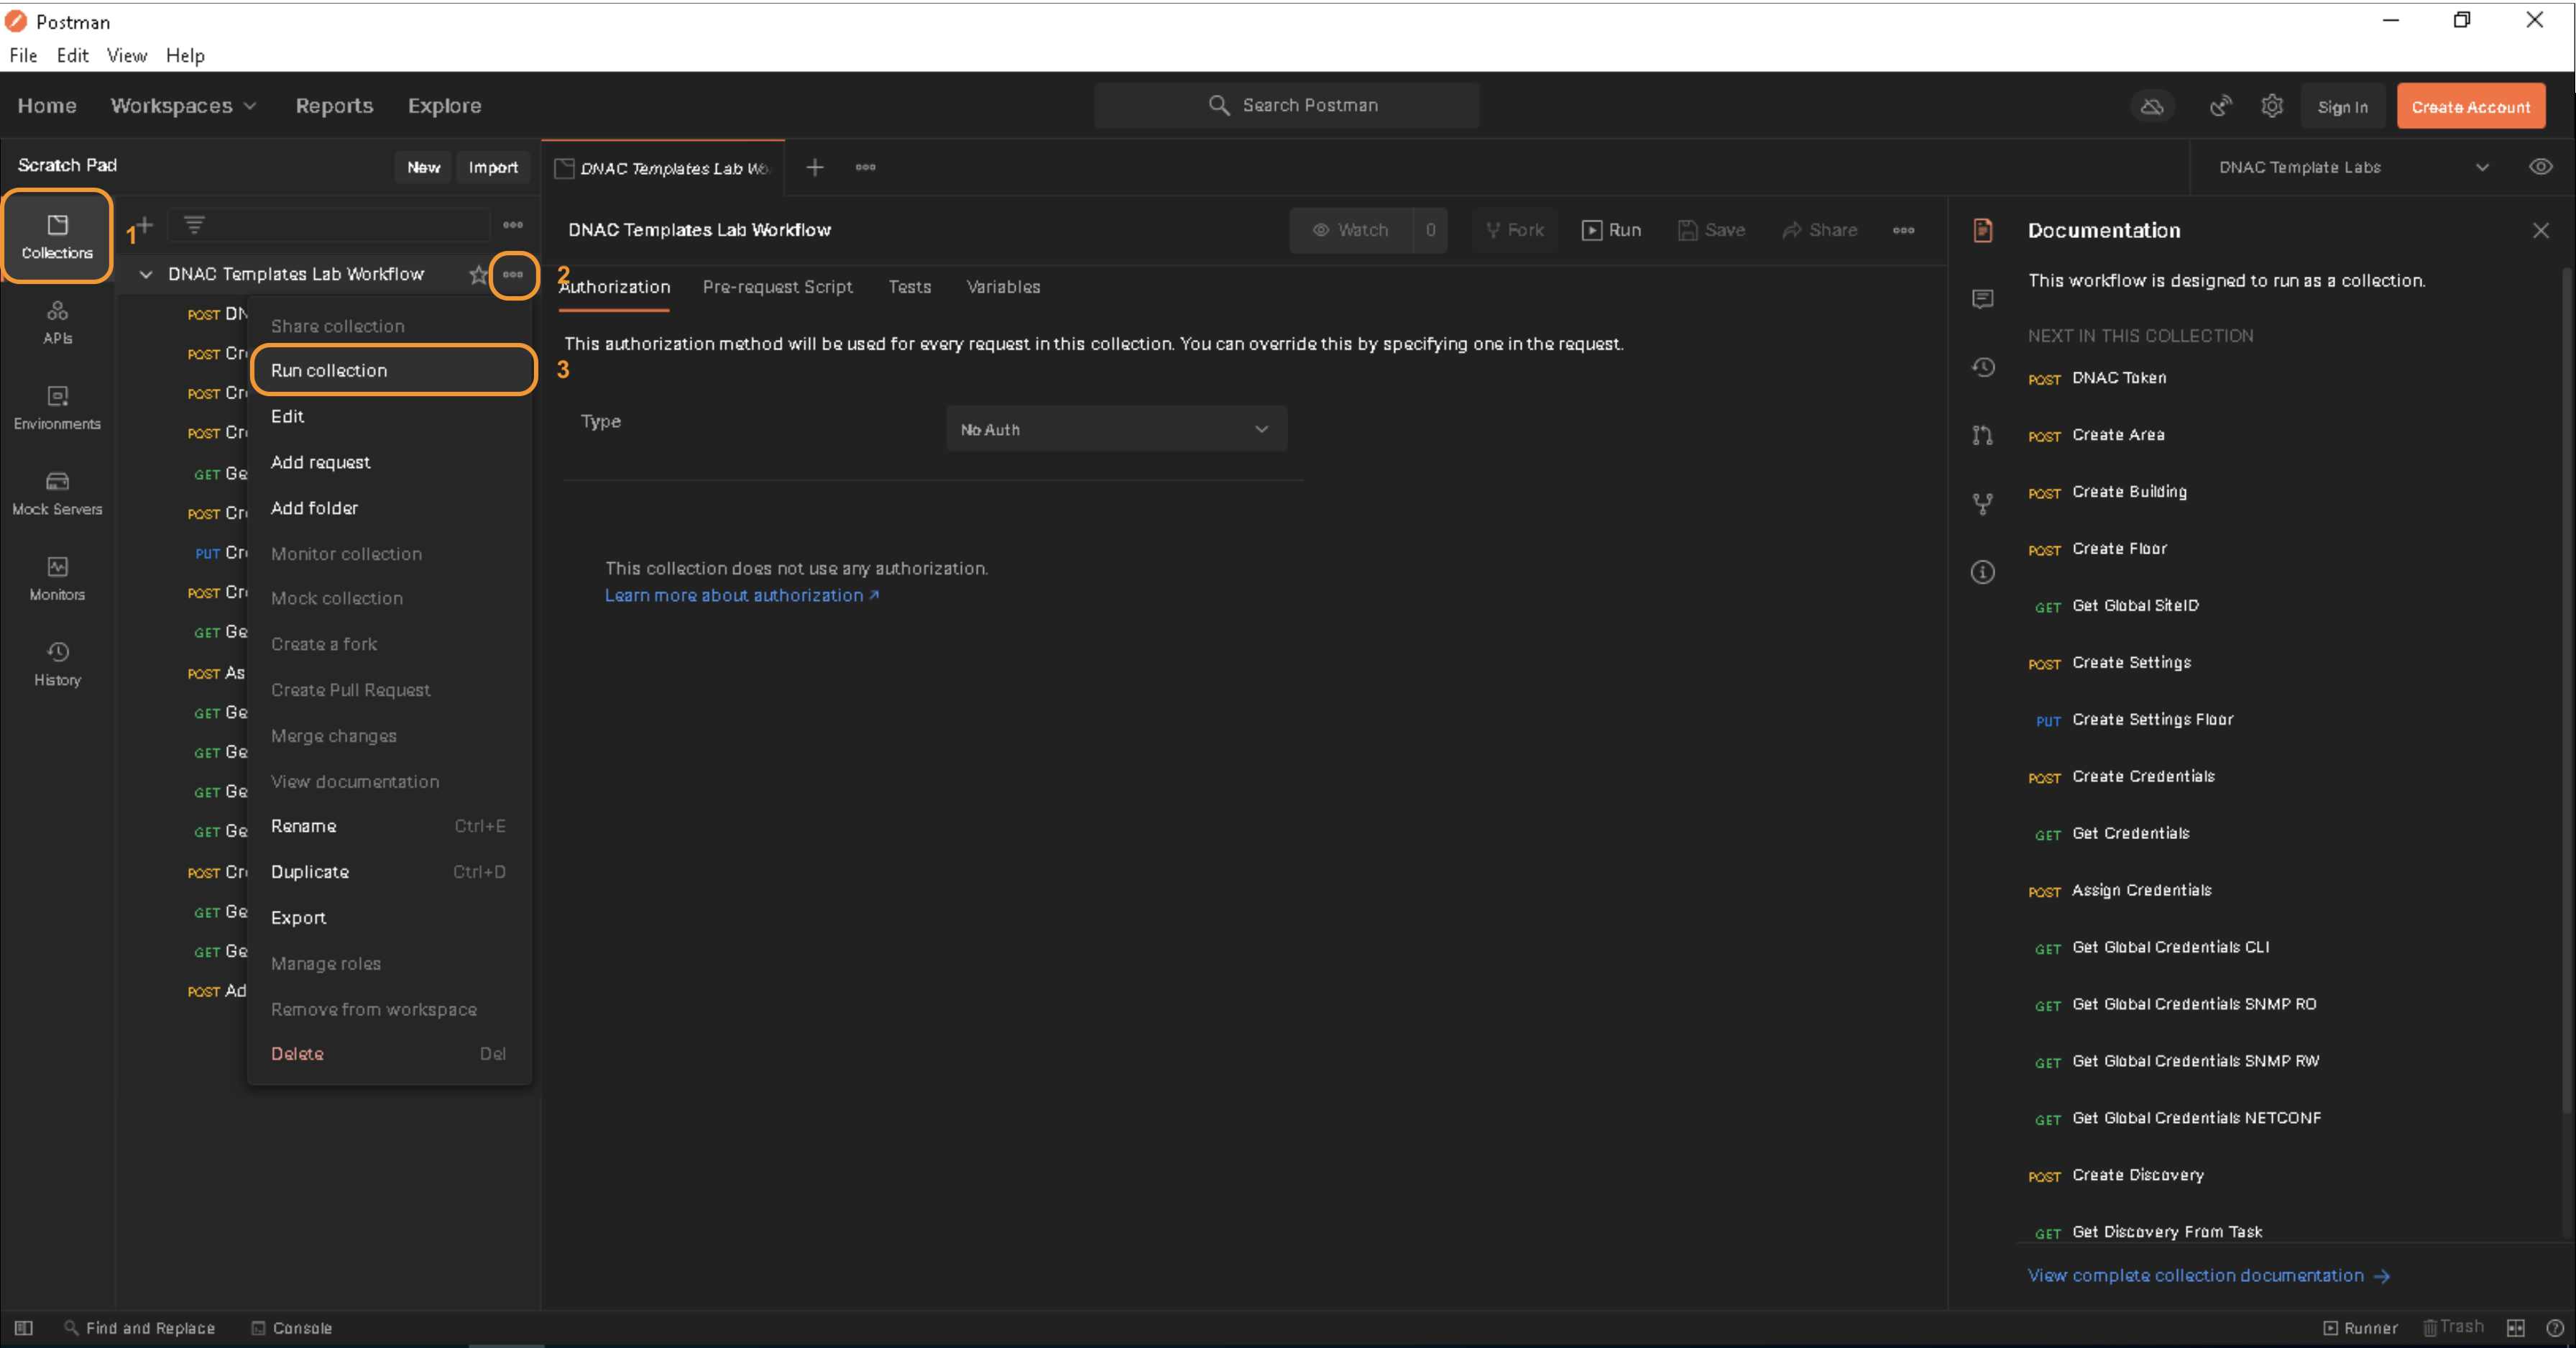 Postman
File Edit View Help
Home Workspaces Reports Explore
Search Postman
Sign In
Create Account
Scratch Pad
New Import
DNAC Templates Lab Wo
DNAC Template Labs
Collections
1
APIs
Environments
Mock Servers
Monitors
History
DNAC Templates Lab Workflow
2
POST DN
POST Cr
POST Cr
POST Cr
GET Ge
POST Cr
PUT Cr
POST Cr
GET Ge
POST As
GET Ge
GET Ge
GET Ge
GET Ge
POST Cr
GET Ge
GET Ge
POST Ad
Share collection
Run collection
3
Edit
Add request
Add folder
Monitor collection
Mock collection
Create a fork
Create Pull Request
Merge changes
View documentation
Rename Ctrl+E
Duplicate Ctrl+D
Export
Manage roles
Remove from workspace
Delete Del
DNAC Templates Lab Workflow
Watch 0 Fork Run Save Share
Authorization Pre-request Script Tests Variables
This authorization method will be used for every request in this collection. You can override this by specifying one in the request.
Type No Auth
This collection does not use any authorization.
Learn more about authorization ↗
Documentation
This workflow is designed to run as a collection.
NEXT IN THIS COLLECTION
POST DNAC Token
POST Create Area
POST Create Building
POST Create Floor
GET Get Global SiteID
POST Create Settings
PUT Create Settings Floor
POST Create Credentials
GET Get Credentials
POST Assign Credentials
GET Get Global Credentials CLI
GET Get Global Credentials SNMP RO
GET Get Global Credentials SNMP RW
GET Get Global Credentials NETCONF
POST Create Discovery
GET Get Discovery From Task
View complete collection documentation →
Find and Replace Console
Runner Trash